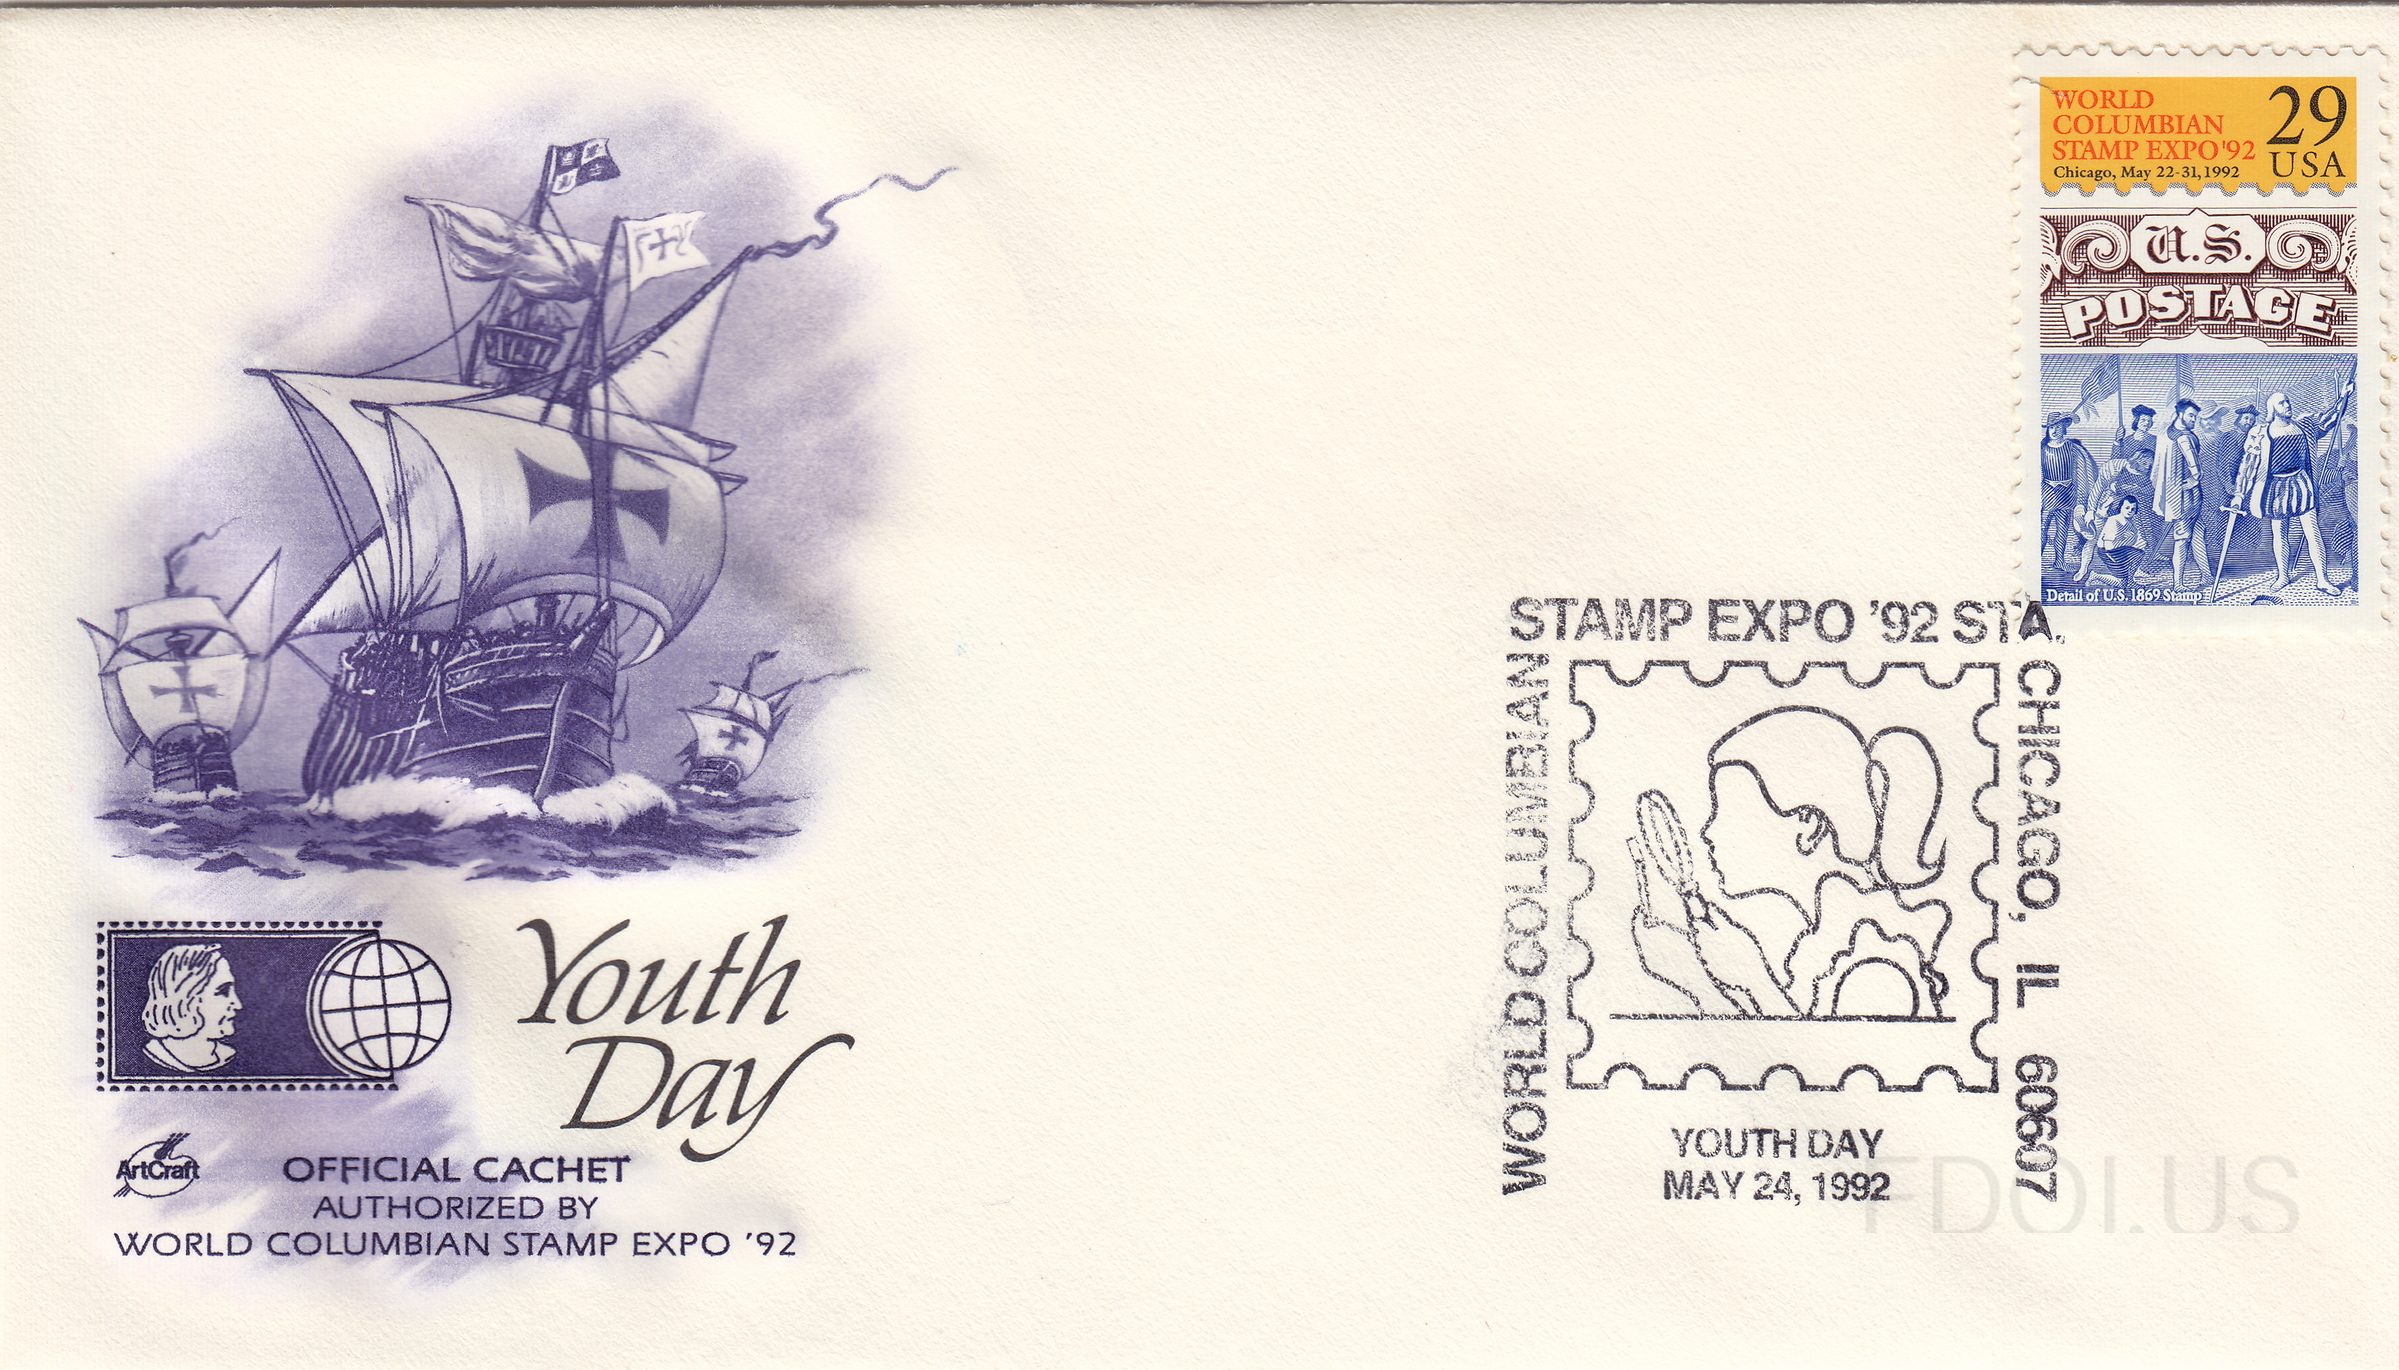 WORLD
COLUMBIAN
STAMP EXPO '92
Chicago, May 22-31, 1992
29
USA
U.S.
POSTAGE
Detail of U.S. 1869 Stamp
WORLD COLUMBIAN
STAMP EXPO '92 STA.
CHICAGO, IL 60607
YOUTH DAY
MAY 24, 1992
Youth
Day
ArtCraft
OFFICIAL CACHET
AUTHORIZED BY
WORLD COLUMBIAN STAMP EXPO '92
FDOI.US